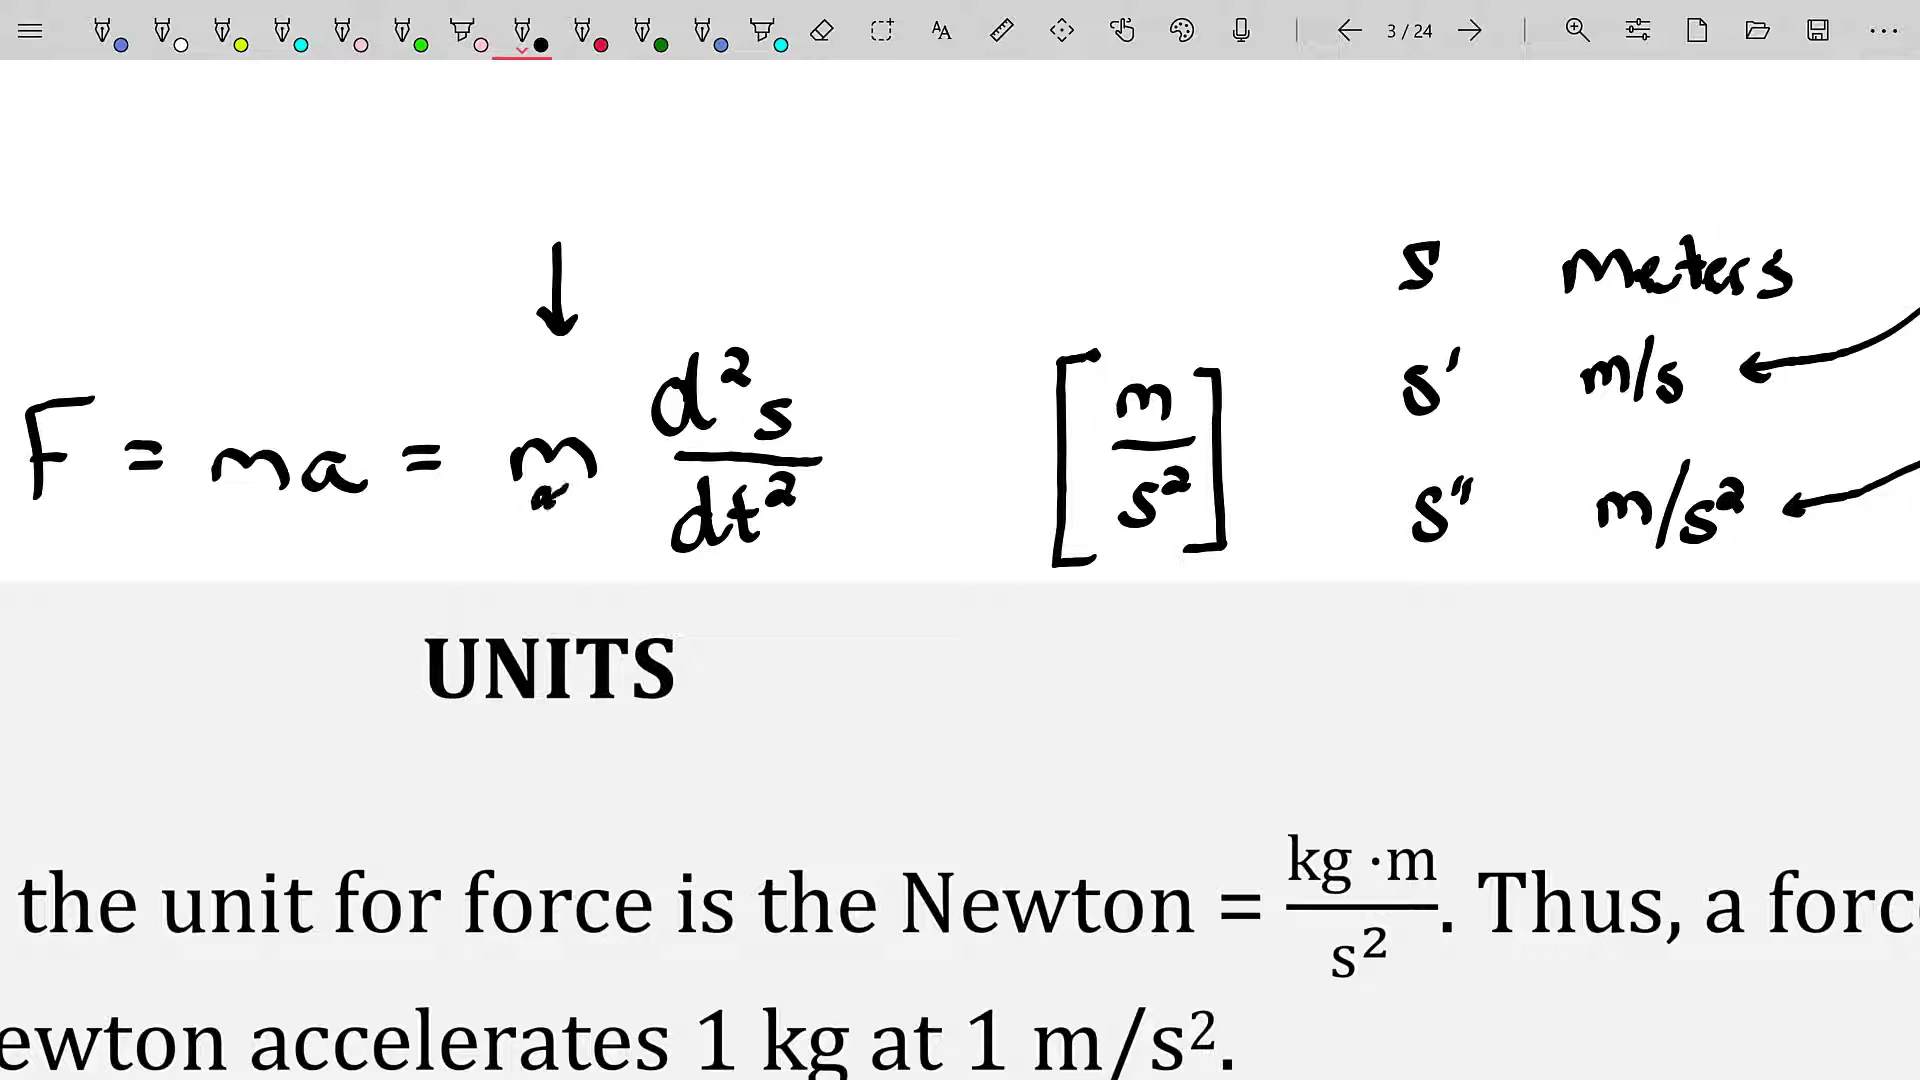 3 / 24
s meters
s' m/s
F = ma = m d²s/dt² [m/s²]
s" m/s²
UNITS
the unit for force is the Newton = kg·m/s². Thus, a forc
ewton accelerates 1 kg at 1 m/s².